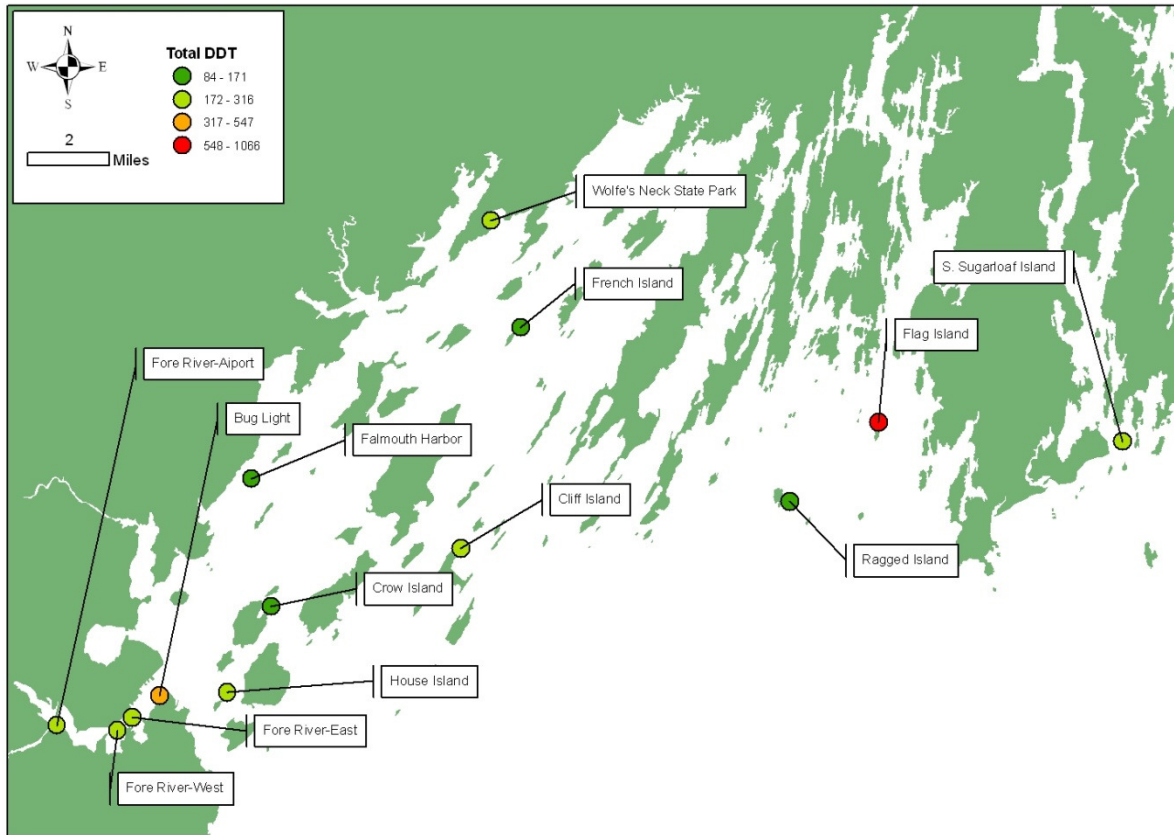 N
W E
S
2
Miles
Total DDT
84 - 171
172 - 316
317 - 547
548 - 1066
Wolfe's Neck State Park
S. Sugarloaf Island
French Island
Flag Island
Fore River-Aiport
Bug Light
Falmouth Harbor
Cliff Island
Ragged Island
Crow Island
House Island
Fore River-East
Fore River-West